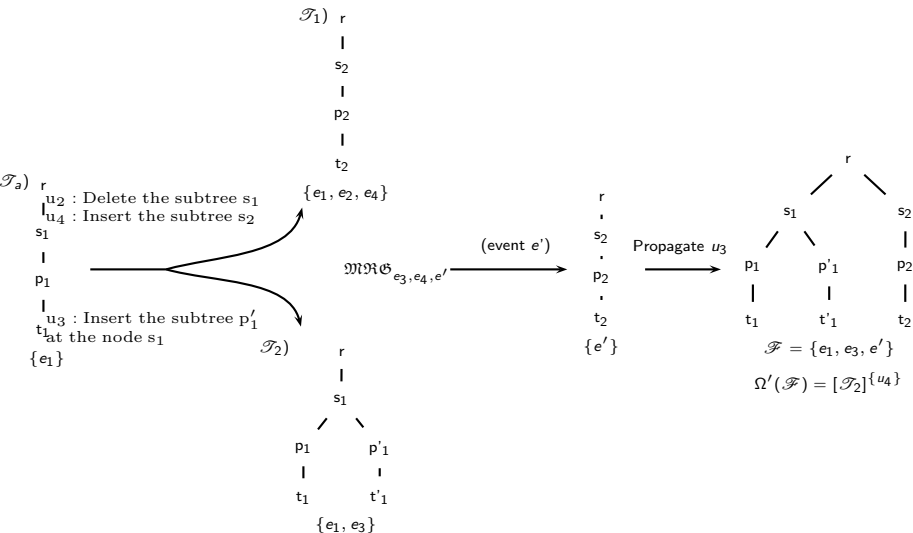 𝒯₁) r
s₂
p₂
t₂
{e₁, e₂, e₄}
𝒯ₐ) r
u₂ : Delete the subtree s₁
u₄ : Insert the subtree s₂
s₁
p₁
u₃ : Insert the subtree p′₁
t₁ at the node s₁
{e₁}
𝔐ℜ𝔊 e₃,e₄,e′
(event e')
r
s₂
p₂
t₂
{e′}
Propagate u₃
r
s₁ s₂
p₁ p'₁ p₂
t₁ t'₁ t₂
ℱ = {e₁, e₃, e′}
Ω′(ℱ) = [𝒯₂]^{u₄}
𝒯₂)
r
s₁
p₁ p'₁
t₁ t'₁
{e₁, e₃}